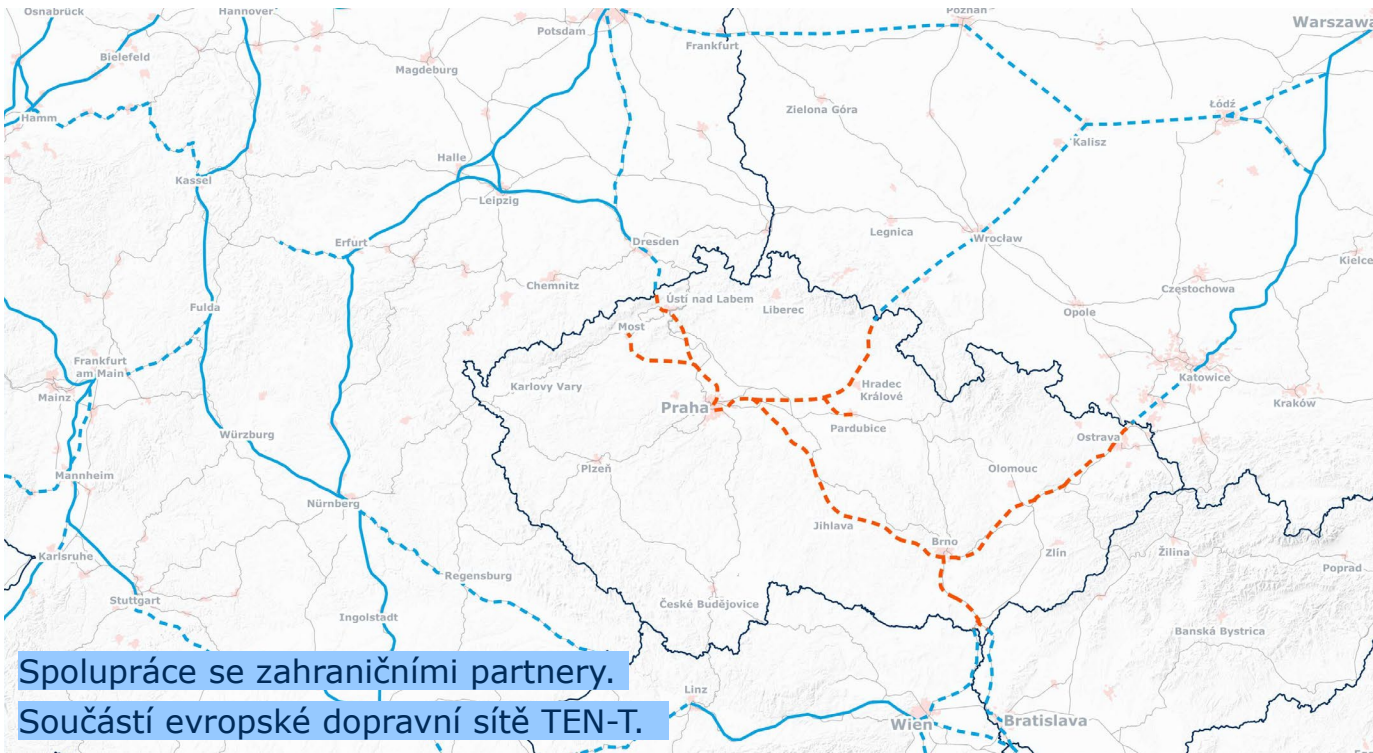 Osnabrück
Hannover
Potsdam
Frankfurt
Poznań
Warszawa
Bielefeld
Magdeburg
Zielona Góra
Łódź
Hamm
Kalisz
Halle
Kassel
Leipzig
Legnica
Wrocław
Erfurt
Dresden
Kielce
Chemnitz
Częstochowa
Ústí nad Labem
Liberec
Opole
Fulda
Most
Frankfurt
am Main
Katowice
Mainz
Karlovy Vary
Hradec
Králové
Kraków
Praha
Pardubice
Würzburg
Ostrava
Plzeň
Olomouc
Mannheim
Nürnberg
Jihlava
Brno
Karlsruhe
Zlín
Žilina
Poprad
Regensburg
Stuttgart
České Budějovice
Ingolstadt
Banská Bystrica
Spolupráce se zahraničními partnery.
Linz
Součástí evropské dopravní sítě TEN-T.
Wien
Bratislava